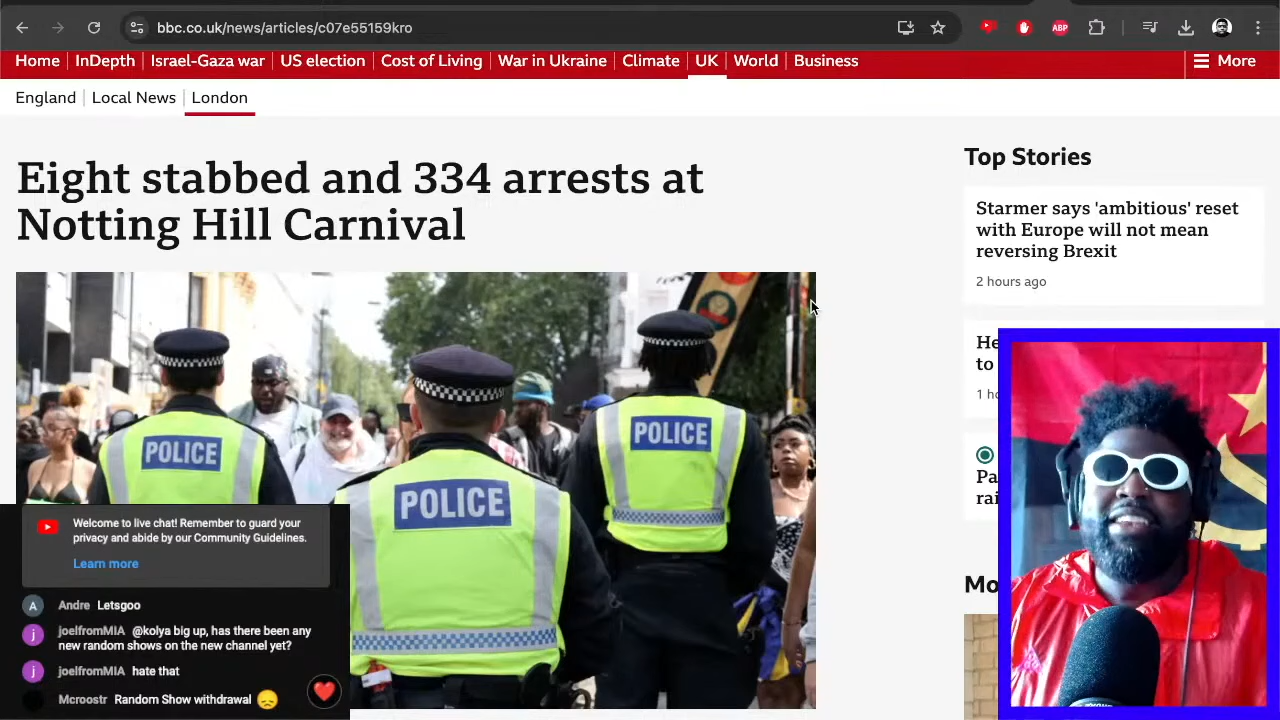 bbc.co.uk/news/articles/c07e55159kro
ABP
Home
InDepth
Israel-Gaza war
US election
Cost of Living
War in Ukraine
Climate
UK
World
Business
More
England
Local News
London
Eight stabbed and 334 arrests at
Notting Hill Carnival
POLICE
POLICE
POLICE
Top Stories
Starmer says 'ambitious' reset
with Europe will not mean
reversing Brexit
2 hours ago
to
Welcome to live chat! Remember to guard your
privacy and abide by our Community Guidelines.
Learn more
A
Andre Letsgoo
j
joelfromMIA @kolya big up, has there been any
new random shows on the new channel yet?
j
joelfromMIA hate that
Mcroostr Random Show withdrawal